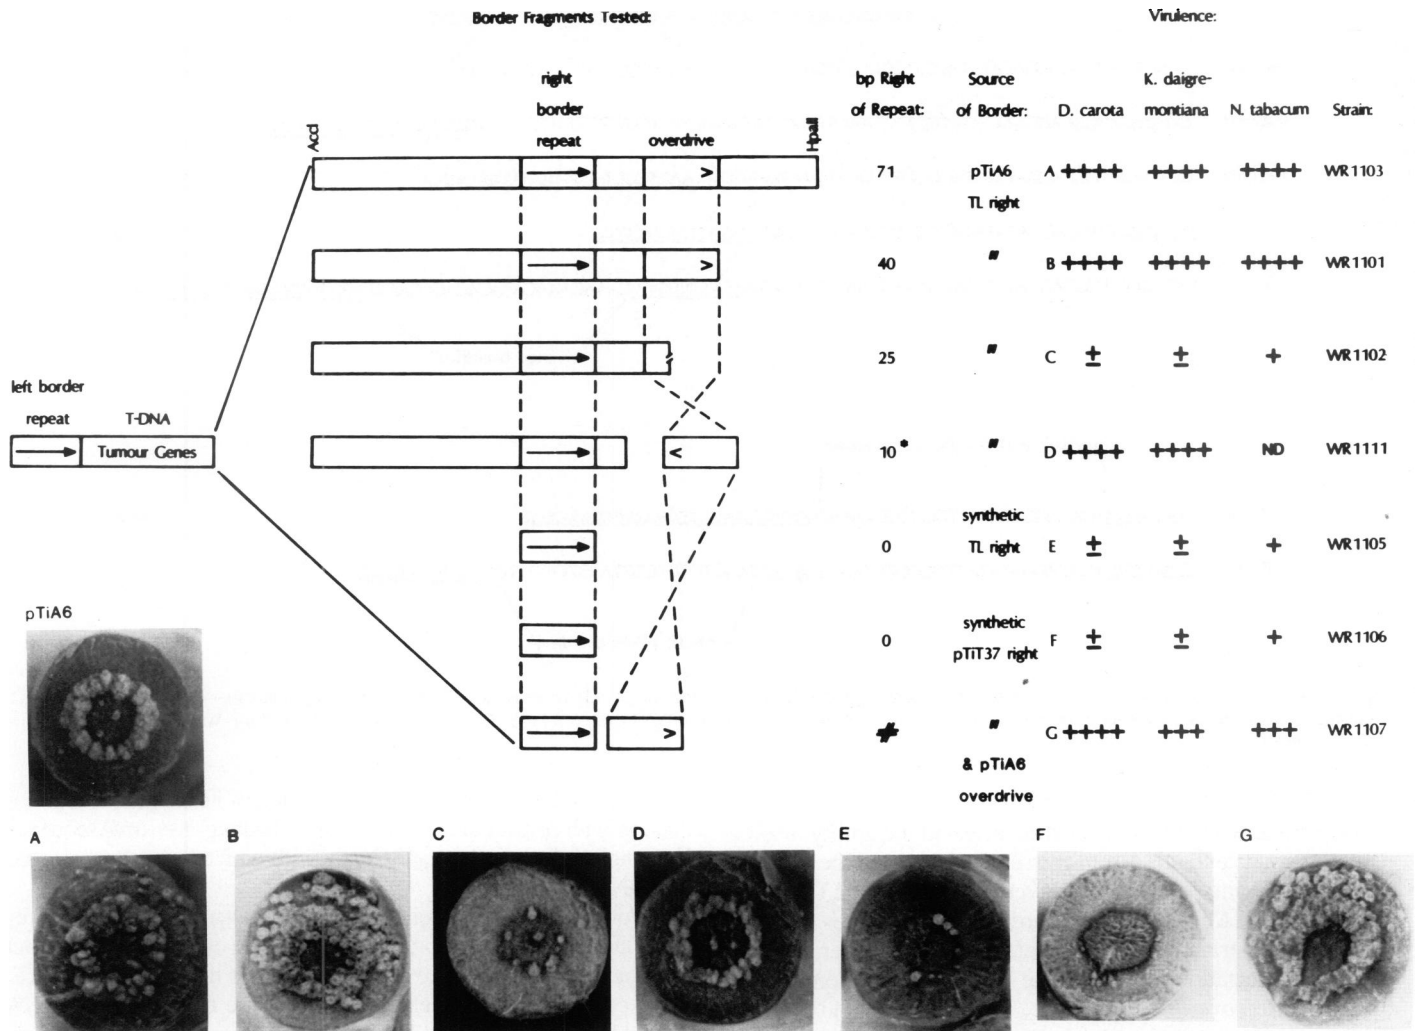 Border Fragments Tested:
Virulence:
right
border
repeat
overdrive
AccI
HpaII
bp Right
of Repeat:
Source
of Border:
D. carota
K. daigre-
montiana
N. tabacum
Strain:
>
71
pTiA6
TL right
A ++++ ++++ ++++ WR1103
>
40 " B ++++ ++++ ++++ WR1101
25 " C ± ± + WR1102
left border
repeat
T-DNA
Tumour Genes
<
10* " D ++++ ++++ ND WR1111
synthetic
0 TL right E ± ± + WR1105
synthetic
0 pTiT37 right F ± ± + WR1106
>
# " G ++++ +++ +++ WR1107
& pTiA6
overdrive
pTiA6
A B C D E F G